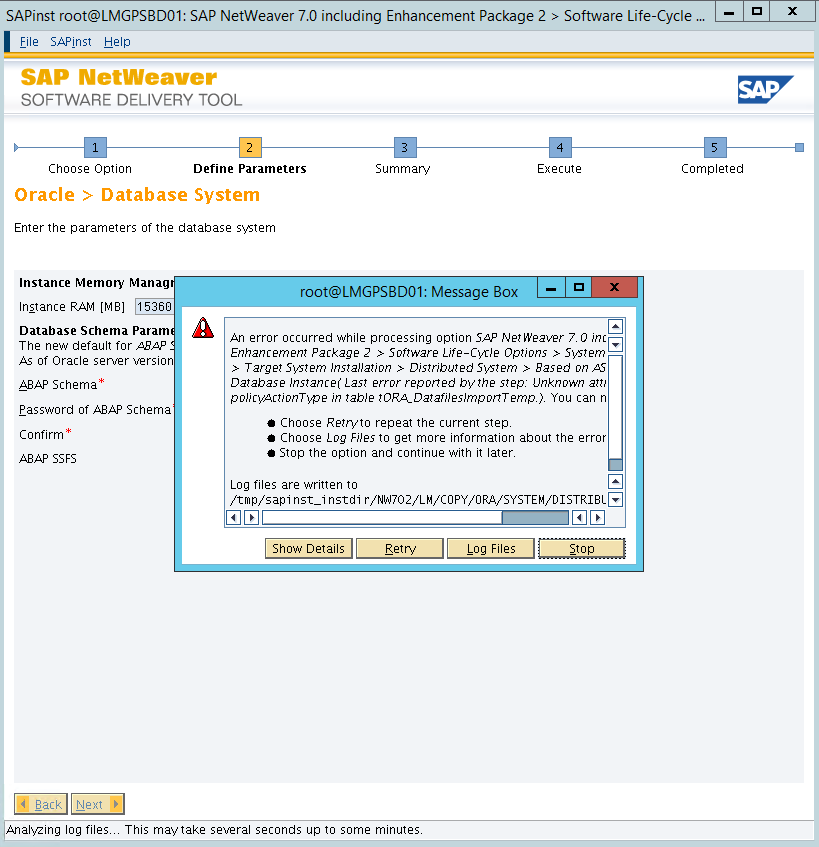 SAPinst root@LMGPSBD01: SAP NetWeaver 7.0 including Enhancement Package 2 > Software Life-Cycle ...
File SAPinst Help
SAP NetWeaver
SOFTWARE DELIVERY TOOL
SAP
1 2 3 4 5
Choose Option Define Parameters Summary Execute Completed
Oracle > Database System
Enter the parameters of the database system
Instance Memory Manag
Instance RAM [MB] 15360
Database Schema Parame
The new default for ABAP S
As of Oracle server version
ABAP Schema*
Password of ABAP Schema*
Confirm*
ABAP SSFS
root@LMGPSBD01: Message Box
An error occurred while processing option SAP NetWeaver 7.0 inc
Enhancement Package 2 > Software Life-Cycle Options > System
> Target System Installation > Distributed System > Based on AS
Database Instance( Last error reported by the step: Unknown attr
policyActionType in table tORA_DatafilesImportTemp.). You can n
● Choose Retry to repeat the current step.
● Choose Log Files to get more information about the error
● Stop the option and continue with it later.
Log files are written to
/tmp/sapinst_instdir/NW702/LM/COPY/ORA/SYSTEM/DISTRIBU
Show Details Retry Log Files Stop
Back Next
Analyzing log files... This may take several seconds up to some minutes.